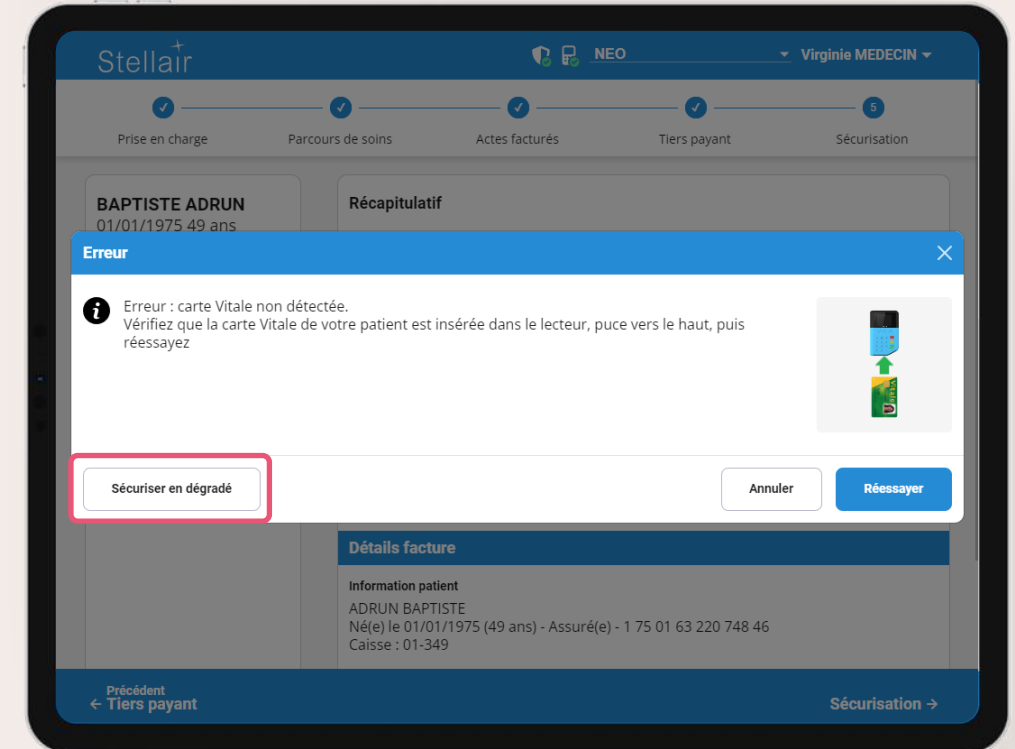 Stellair
NEO
Virginie MEDECIN
5
Prise en charge
Parcours de soins
Actes facturés
Tiers payant
Sécurisation
BAPTISTE ADRUN
01/01/1975 49 ans
Récapitulatif
Erreur
Erreur : carte Vitale non détectée.
Vérifiez que la carte Vitale de votre patient est insérée dans le lecteur, puce vers le haut, puis
réessayez
Vitale
Sécuriser en dégradé
Annuler
Réessayer
Détails facture
Information patient
ADRUN BAPTISTE
Né(e) le 01/01/1975 (49 ans) - Assuré(e) - 1 75 01 63 220 748 46
Caisse : 01-349
Précédent
← Tiers payant
Sécurisation →